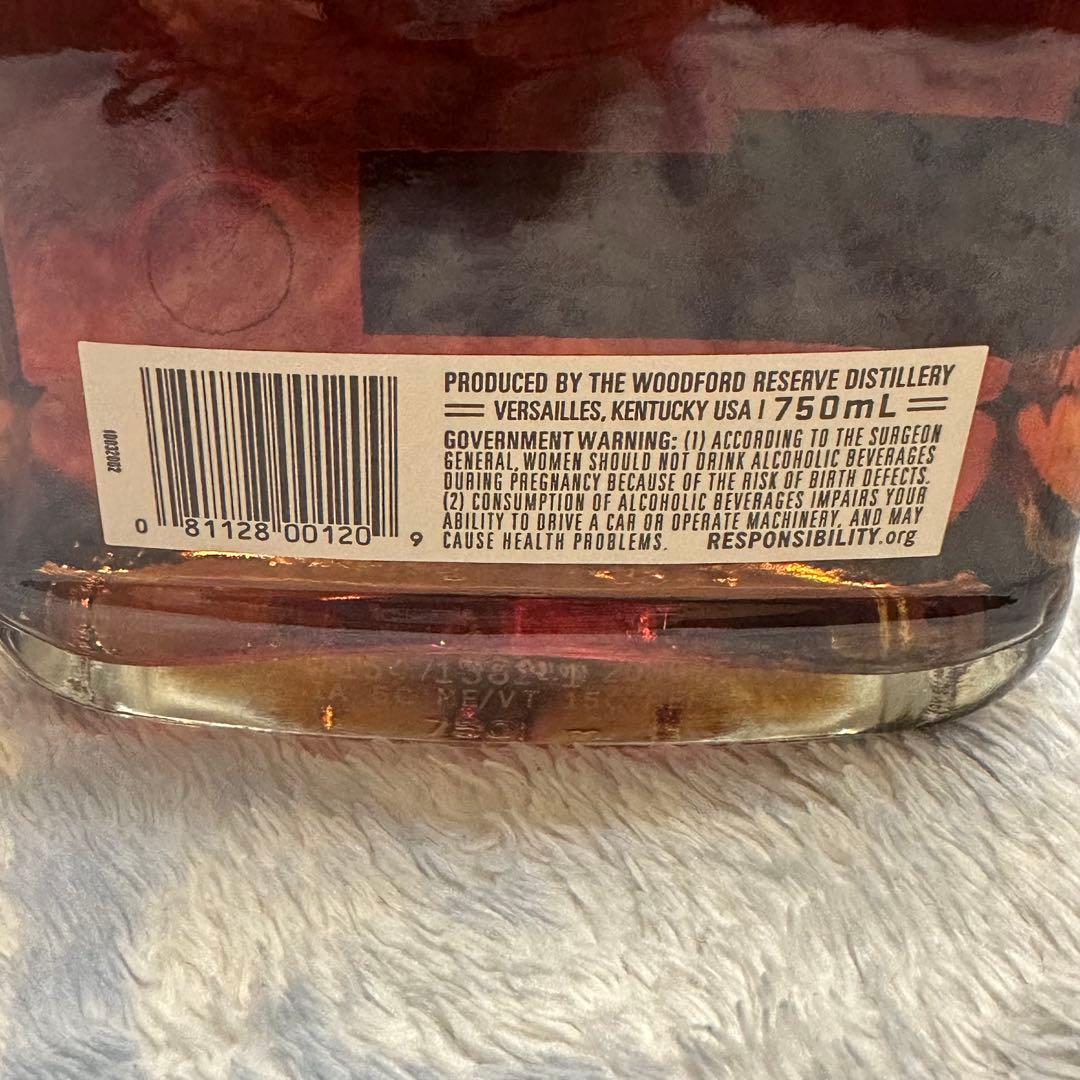 PRODUCED BY THE WOODFORD RESERVE DISTILLERY
VERSAILLES, KENTUCKY USA | 750mL
GOVERNMENT WARNING: (1) ACCORDING TO THE SURGEON
GENERAL, WOMEN SHOULD NOT DRINK ALCOHOLIC BEVERAGES
DURING PREGNANCY BECAUSE OF THE RISK OF BIRTH DEFECTS.
(2) CONSUMPTION OF ALCOHOLIC BEVERAGES IMPAIRS YOUR
ABILITY TO DRIVE A CAR OR OPERATE MACHINERY, AND MAY
CAUSE HEALTH PROBLEMS. RESPONSIBILITY.org
0 81128 00120 9
ME/VT